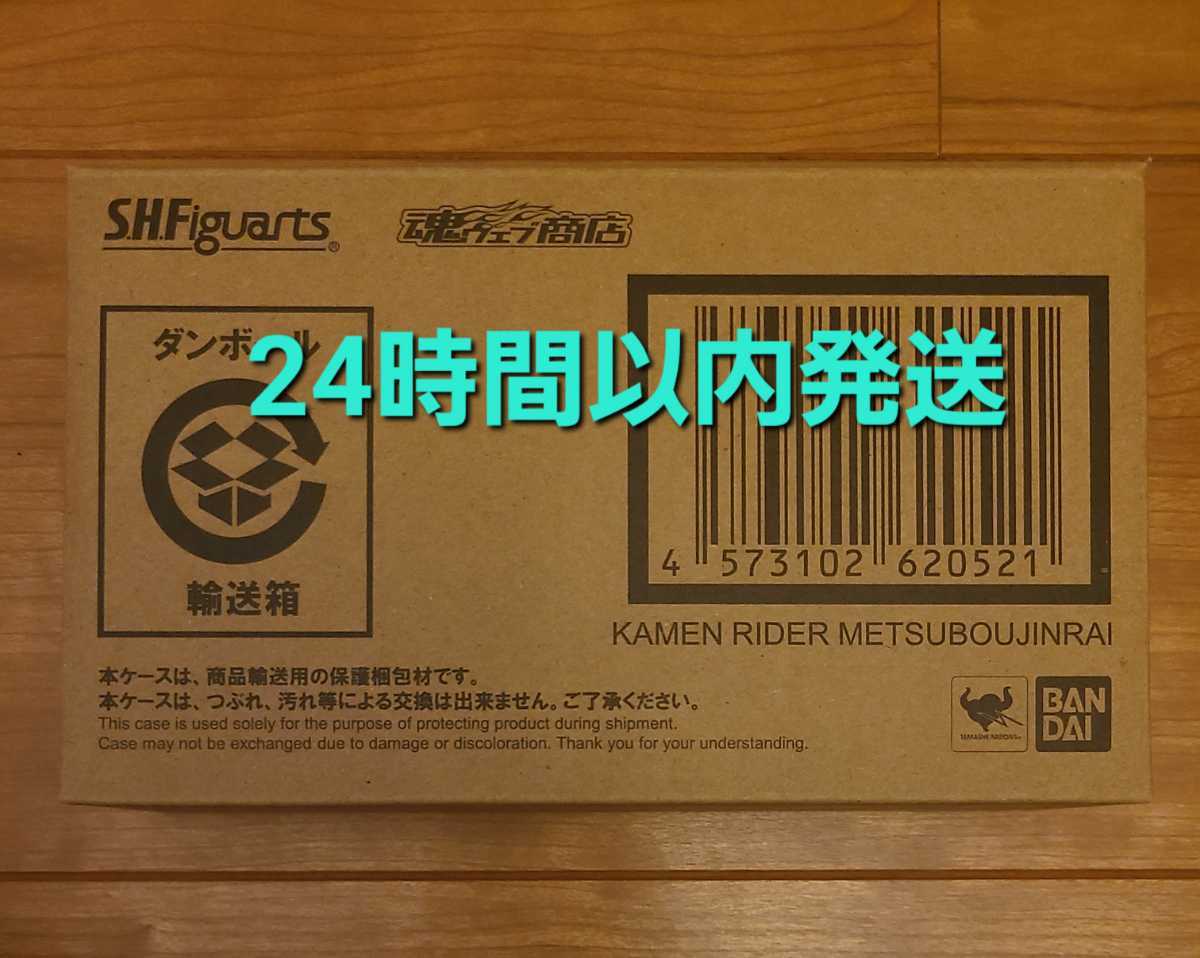 S.H.Figuarts®
魂ウェブ商店
ダンボール
24時間以内発送
輸送箱
4 573102 620521
KAMEN RIDER METSUBOUJINRAI
本ケースは、商品輸送用の保護梱包材です。
本ケースは、つぶれ、汚れ等による交換は出来ません。ご了承ください。
This case is used solely for the purpose of protecting product during shipment.
Case may not be exchanged due to damage or discoloration. Thank you for your understanding.
TAMASHII NATIONS
BAN
DAI